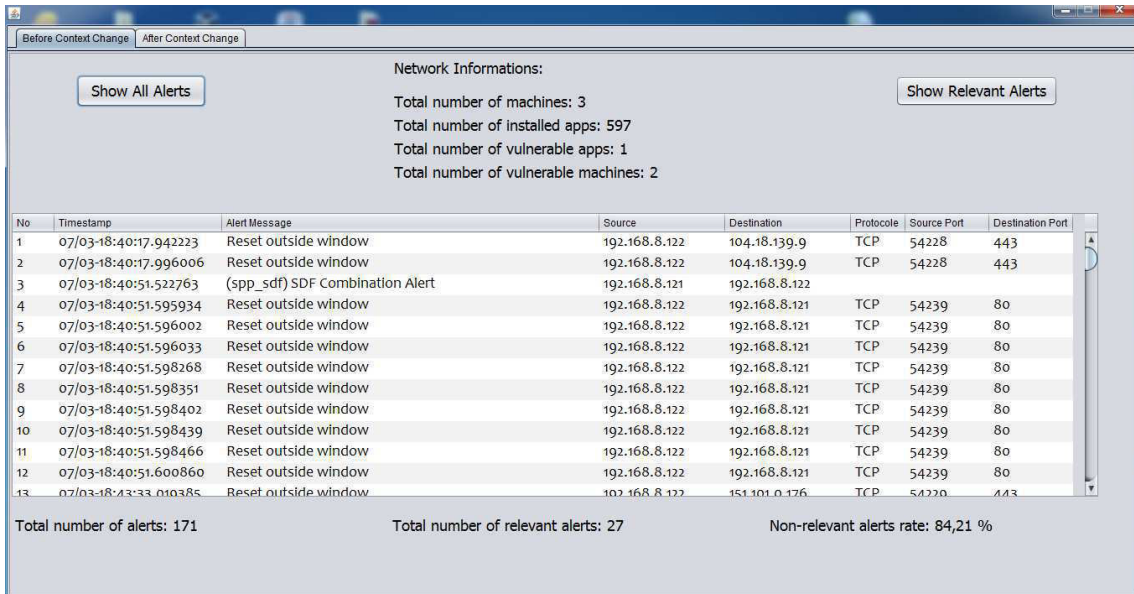 Before Context Change After Context Change
Network Informations:
Show All Alerts Show Relevant Alerts
Total number of machines: 3
Total number of installed apps: 597
Total number of vulnerable apps: 1
Total number of vulnerable machines: 2
No Timestamp Alert Message Source Destination Protocole Source Port Destination Port
1 07/03-18:40:17.942223 Reset outside window 192.168.8.122 104.18.139.9 TCP 54228 443
2 07/03-18:40:17.996006 Reset outside window 192.168.8.122 104.18.139.9 TCP 54228 443
3 07/03-18:40:51.522763 (spp_sdf) SDF Combination Alert 192.168.8.121 192.168.8.122
4 07/03-18:40:51.595934 Reset outside window 192.168.8.122 192.168.8.121 TCP 54239 80
5 07/03-18:40:51.596002 Reset outside window 192.168.8.122 192.168.8.121 TCP 54239 80
6 07/03-18:40:51.596033 Reset outside window 192.168.8.122 192.168.8.121 TCP 54239 80
7 07/03-18:40:51.598268 Reset outside window 192.168.8.122 192.168.8.121 TCP 54239 80
8 07/03-18:40:51.598351 Reset outside window 192.168.8.122 192.168.8.121 TCP 54239 80
9 07/03-18:40:51.598402 Reset outside window 192.168.8.122 192.168.8.121 TCP 54239 80
10 07/03-18:40:51.598439 Reset outside window 192.168.8.122 192.168.8.121 TCP 54239 80
11 07/03-18:40:51.598466 Reset outside window 192.168.8.122 192.168.8.121 TCP 54239 80
12 07/03-18:40:51.600860 Reset outside window 192.168.8.122 192.168.8.121 TCP 54239 80
13 07/03-18:43:33.019385 Reset outside window 192.168.8.122 151.101.0.176 TCP 54229 443
Total number of alerts: 171 Total number of relevant alerts: 27 Non-relevant alerts rate: 84,21 %